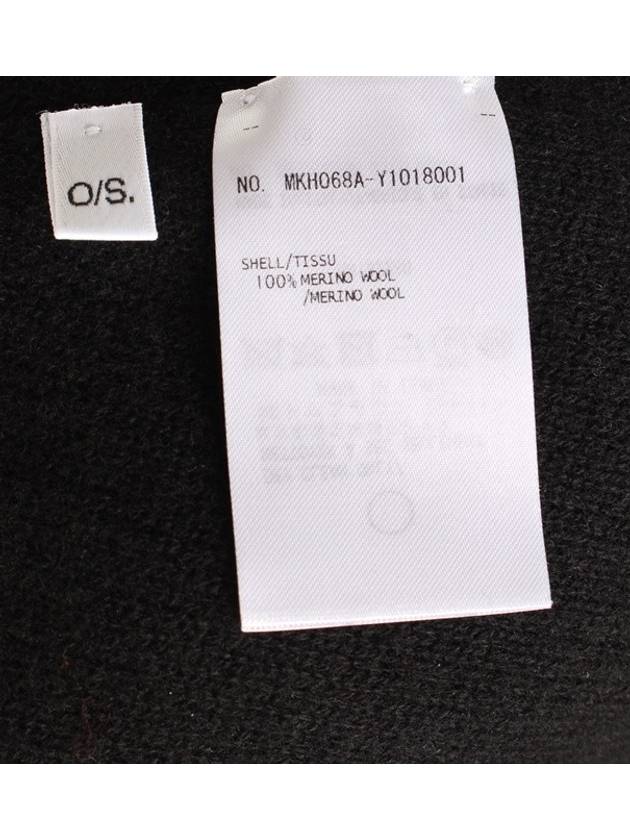 O/S.
NO. MKH068A-Y1018001
SHELL/TISSU
100% MERINO WOOL
/MERINO WOOL